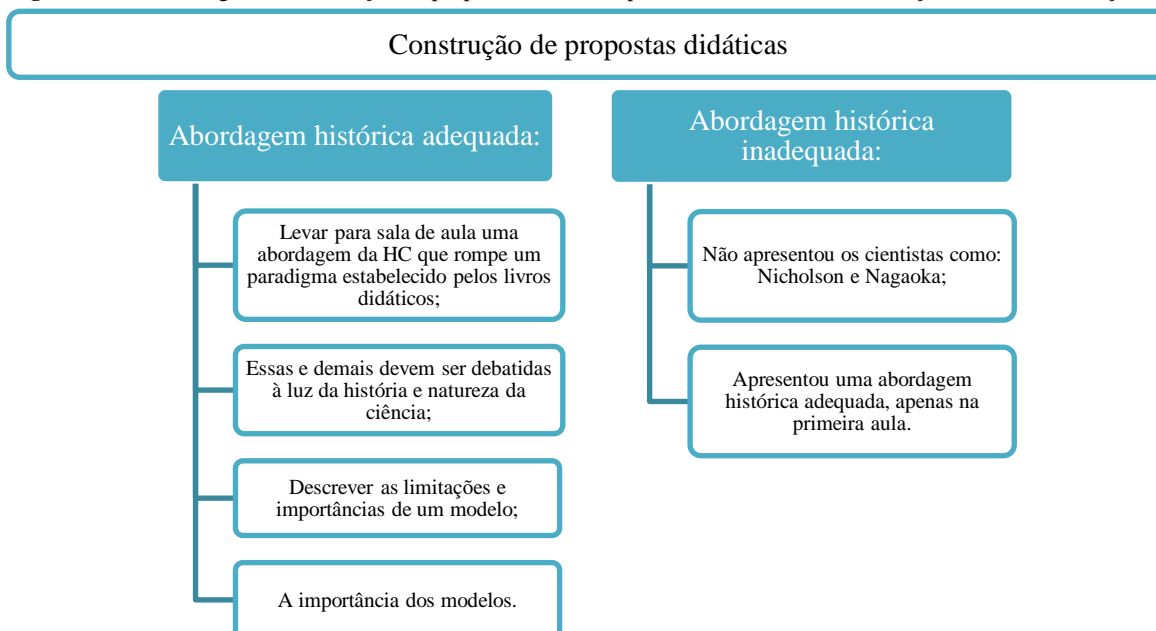 Construção de propostas didáticas
Abordagem histórica adequada:
Levar para sala de aula uma
abordagem da HC que rompe um
paradigma estabelecido pelos livros
didáticos;
Essas e demais devem ser debatidas
à luz da história e natureza da
ciência;
Descrever as limitações e
importâncias de um modelo;
A importância dos modelos.
Abordagem histórica
inadequada:
Não apresentou os cientistas como:
Nicholson e Nagaoka;
Apresentou uma abordagem
histórica adequada, apenas na
primeira aula.